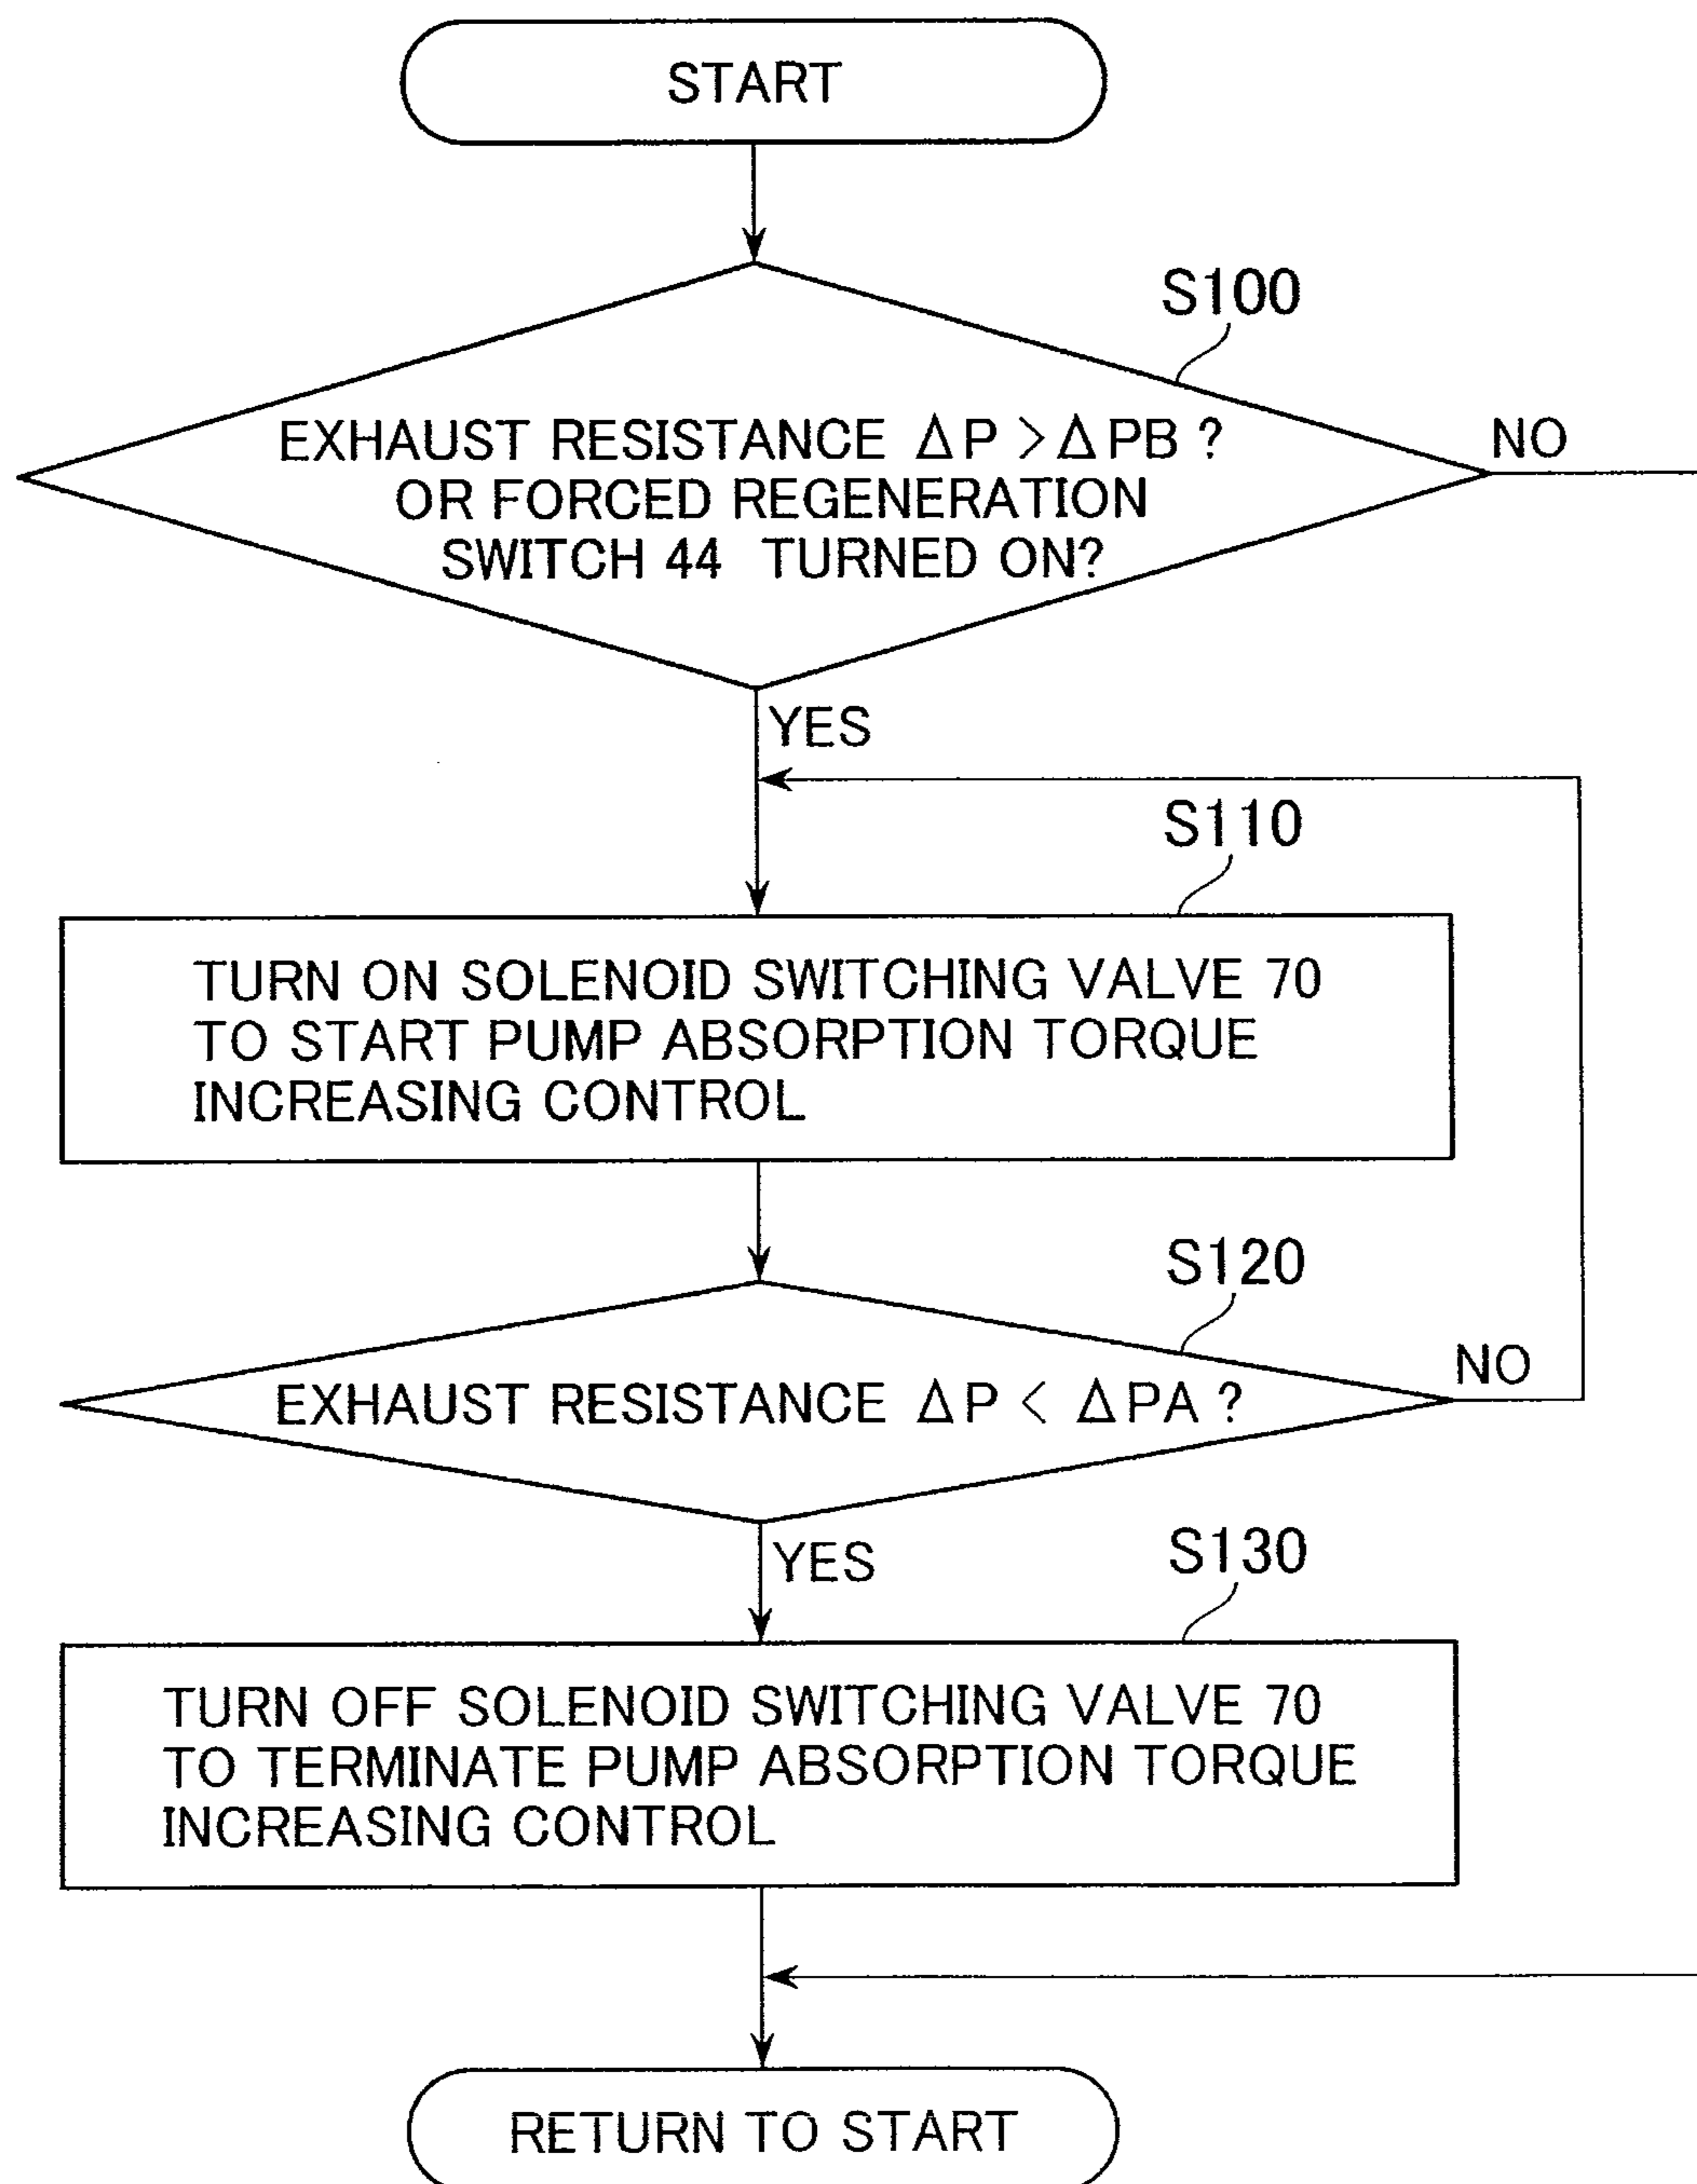 START
S100
EXHAUST RESISTANCE ΔP > ΔPB ?
OR FORCED REGENERATION
SWITCH 44 TURNED ON?
NO
YES
S110
TURN ON SOLENOID SWITCHING VALVE 70
TO START PUMP ABSORPTION TORQUE
INCREASING CONTROL
S120
EXHAUST RESISTANCE ΔP < ΔPA ?
NO
YES
S130
TURN OFF SOLENOID SWITCHING VALVE 70
TO TERMINATE PUMP ABSORPTION TORQUE
INCREASING CONTROL
RETURN TO START